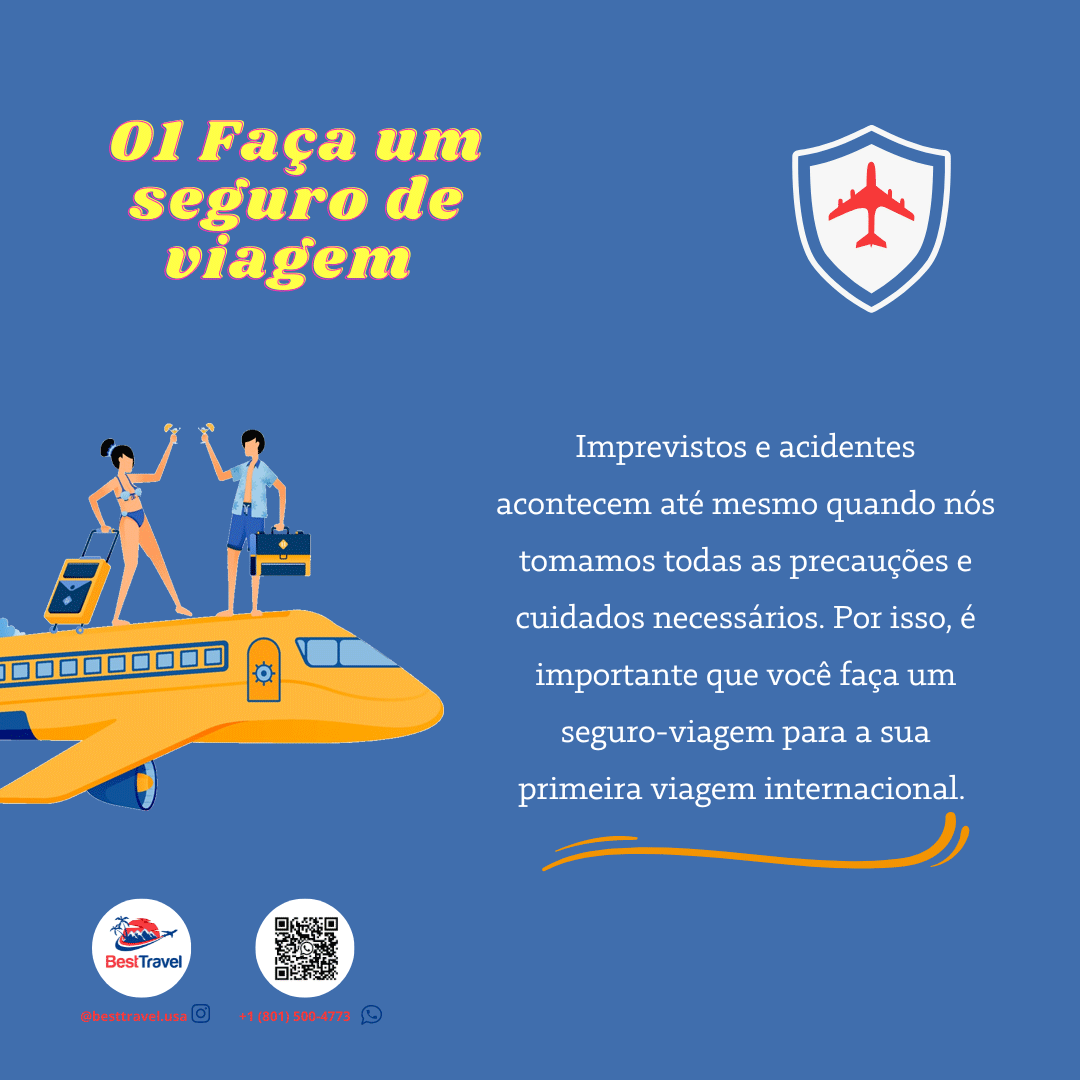 01 Faça um
seguro de
viagem
Imprevistos e acidentes
acontecem até mesmo quando nós
tomamos todas as precauções e
cuidados necessários. Por isso, é
importante que você faça um
seguro-viagem para a sua
primeira viagem internacional.
BestTravel
@besttravel.usa
+1 (801) 500-4773